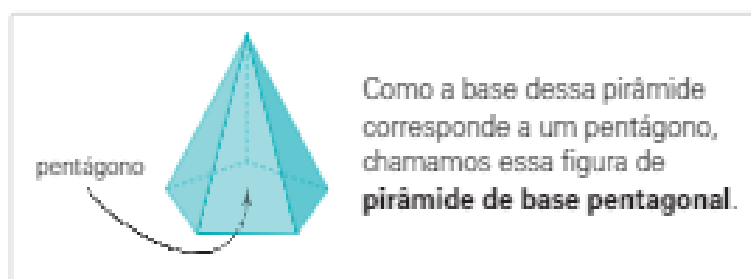 pentágono
Como a base dessa pirâmide
corresponde a um pentágono,
chamamos essa figura de
pirâmide de base pentagonal.